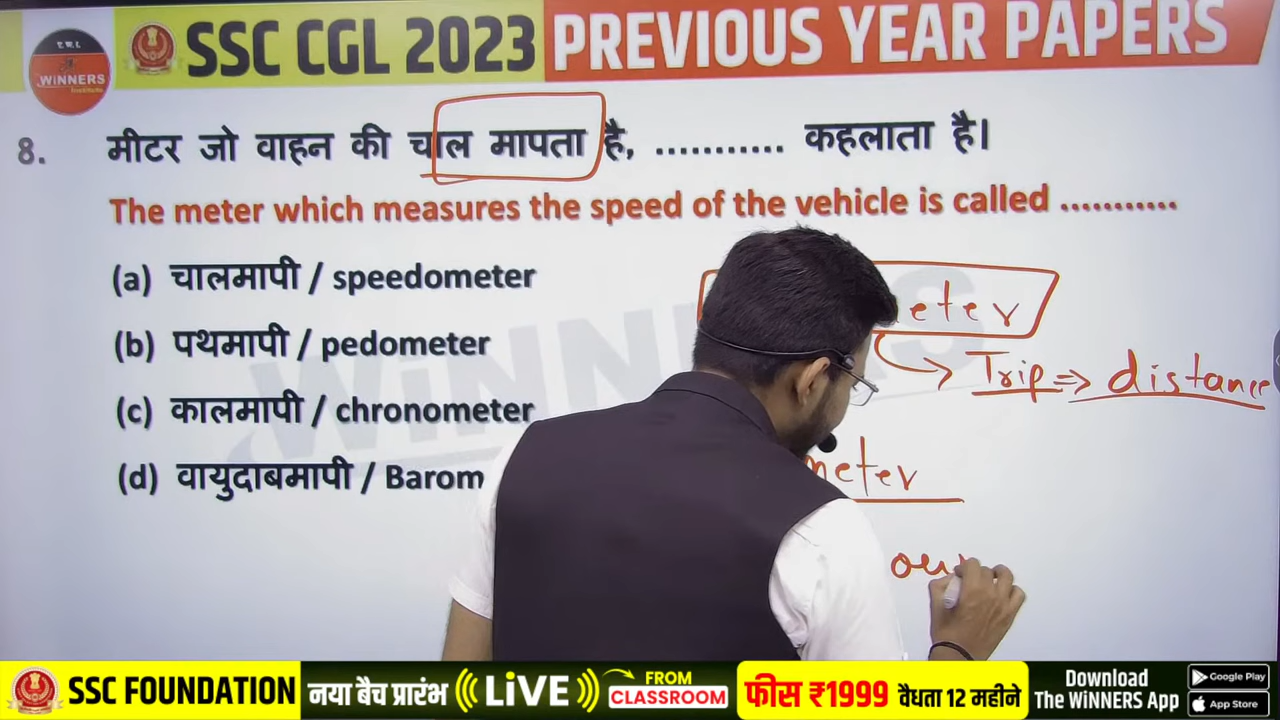 T.W.I.
WiNNERS
Institute
SSC CGL 2023 PREVIOUS YEAR PAPERS
8. मीटर जो वाहन की चाल मापता है, ........... कहलाता है।
The meter which measures the speed of the vehicle is called ...........
(a) चालमापी / speedometer
(b) पथमापी / pedometer
(c) कालमापी / chronometer
(d) वायुदाबमापी / Barom
eter
Trip => distance
meter
WiNNERS
SSC FOUNDATION नया बैच प्रारंभ LiVE FROM CLASSROOM फीस ₹1999 वैधता 12 महीने Download The WiNNERS App Google Play App Store